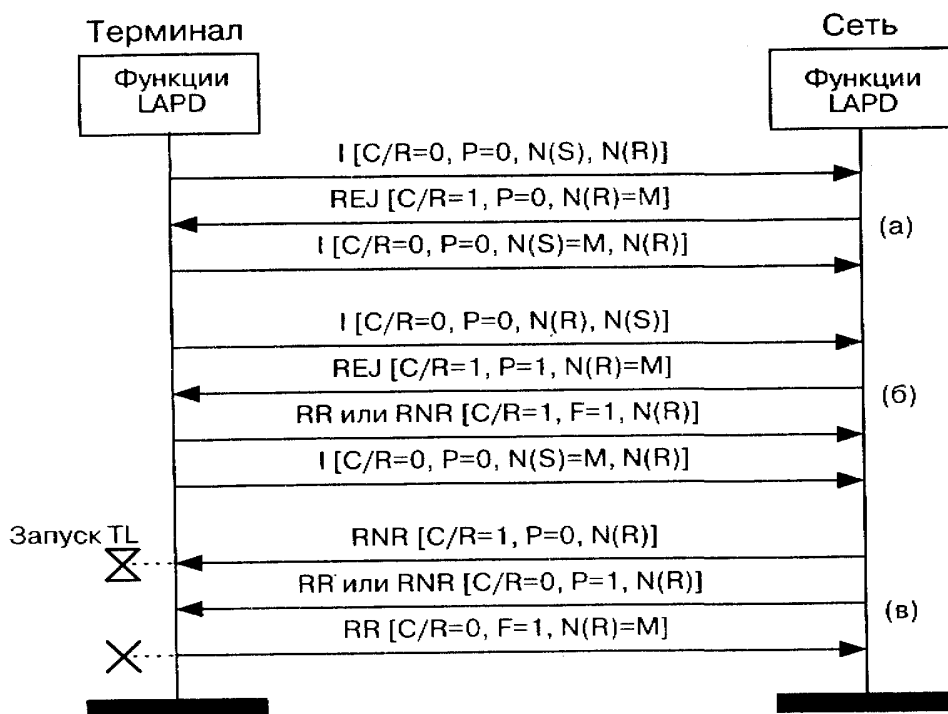 Терминал
Сеть
Функции
LAPD
Функции
LAPD
I [C/R=0, P=0, N(S), N(R)]
REJ [C/R=1, P=0, N(R)=M]
(а)
I [C/R=0, P=0, N(S)=M, N(R)]
I [C/R=0, P=0, N(R), N(S)]
REJ [C/R=1, P=1, N(R)=M]
(б)
RR или RNR [C/R=1, F=1, N(R)]
I [C/R=0, P=0, N(S)=M, N(R)]
Запуск TL
RNR [C/R=1, P=0, N(R)]
RR или RNR [C/R=0, P=1, N(R)]
(в)
RR [C/R=0, F=1, N(R)=M]